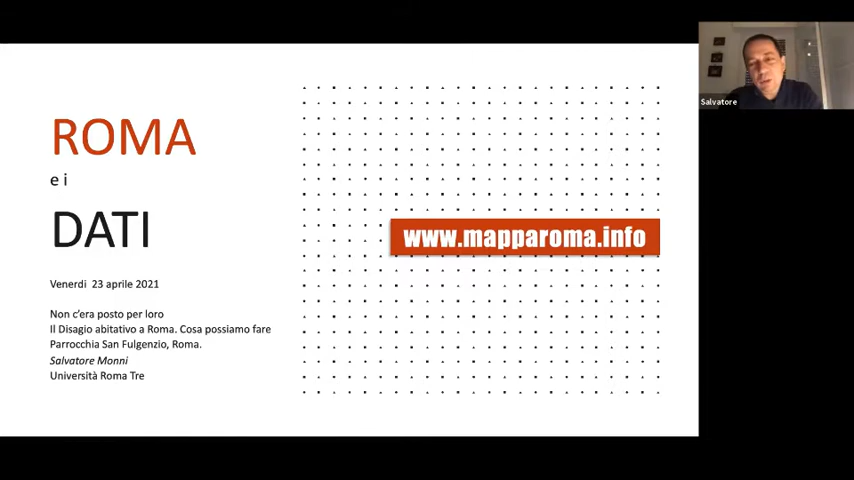 ROMA
e i
DATI
www.mapparoma.info
Venerdì 23 aprile 2021
Non c'era posto per loro
Il Disagio abitativo a Roma. Cosa possiamo fare
Parrocchia San Fulgenzio, Roma.
Salvatore Monni
Università Roma Tre
Salvatore